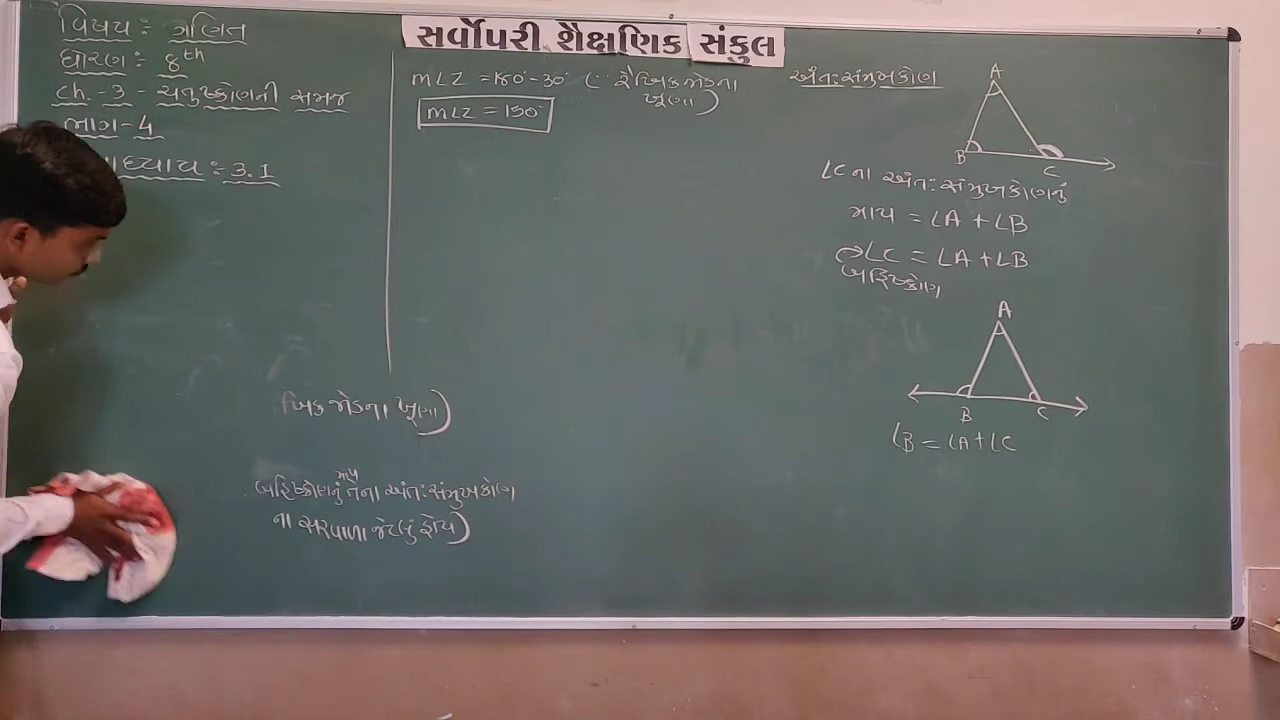 સર્વોપરી શૈક્ષણિક સંકુલ
વિષય :- ગણિત
ધોરણ :- 8th
ch.-3 - ચતુષ્કોણની સમજ
ભાગ-4
ાધ્યાય :- 3.1
m∠Z = 180°-30° (∵ રૈખિક જોડના
ખૂણા)
m∠Z = 150°
ખિક જોડના ખૂણા)
માપ
બહિષ્કોણનું તેના અંતઃસંમુખકોણ
ના સરવાળા જેટલું હોય)
અંતઃસંમુખકોણ
A
B
C
∠C ના અંતઃસંમુખકોણનું
માપ = ∠A + ∠B
∠C = ∠A + ∠B
બહિષ્કોણ
A
B
C
∠B = ∠A + ∠C